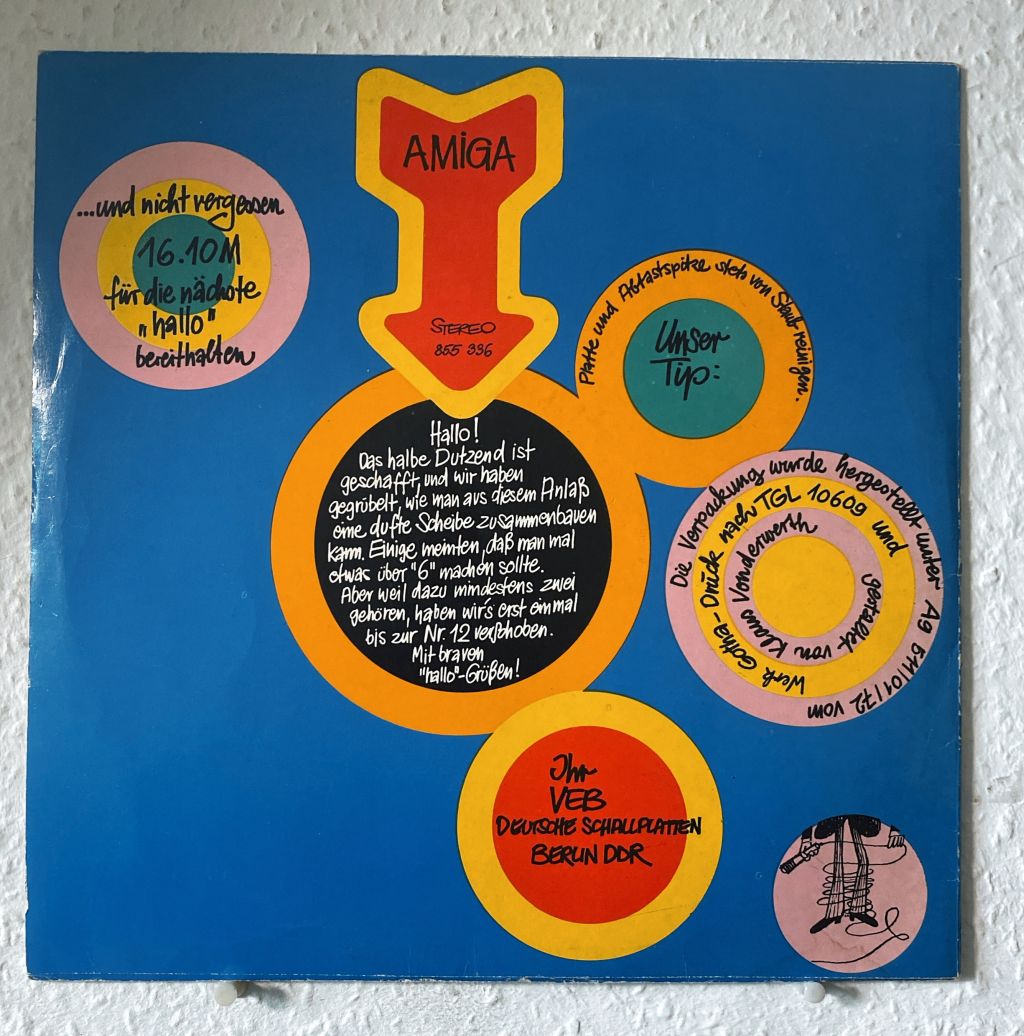 AMIGA
STEREO
855 336
...und nicht vergessen
16.10M
für die nächste
"hallo"
bereithalten
Platte und Abtastspitze stets von Staub reinigen.
Unser
Tip:
Hallo!
Das halbe Dutzend ist
geschafft, und wir haben
gegrübelt, wie man aus diesem Anlaß
eine dufte Scheibe zusammenbauen
kann. Einige meinten, daß man mal
etwas über "6" machen sollte.
Aber weil dazu mindestens zwei
gehören, haben wir's erst einmal
bis zur Nr. 12 verschoben.
Mit braven
"hallo"-Grüßen!
Die Verpackung wurde hergestellt unter Ag 511/01/72 vom
Werk Gotha-Druck nach TGL 10609 und
gestaltet von Klaus Vonderwerth
Ihr
VEB
DEUTSCHE SCHALLPLATTEN
BERLIN DDR